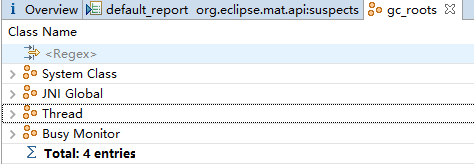 i Overview default_report org.eclipse.mat.api:suspects gc_roots
Class Name
<Regex>
System Class
JNI Global
Thread
Busy Monitor
Σ Total: 4 entries